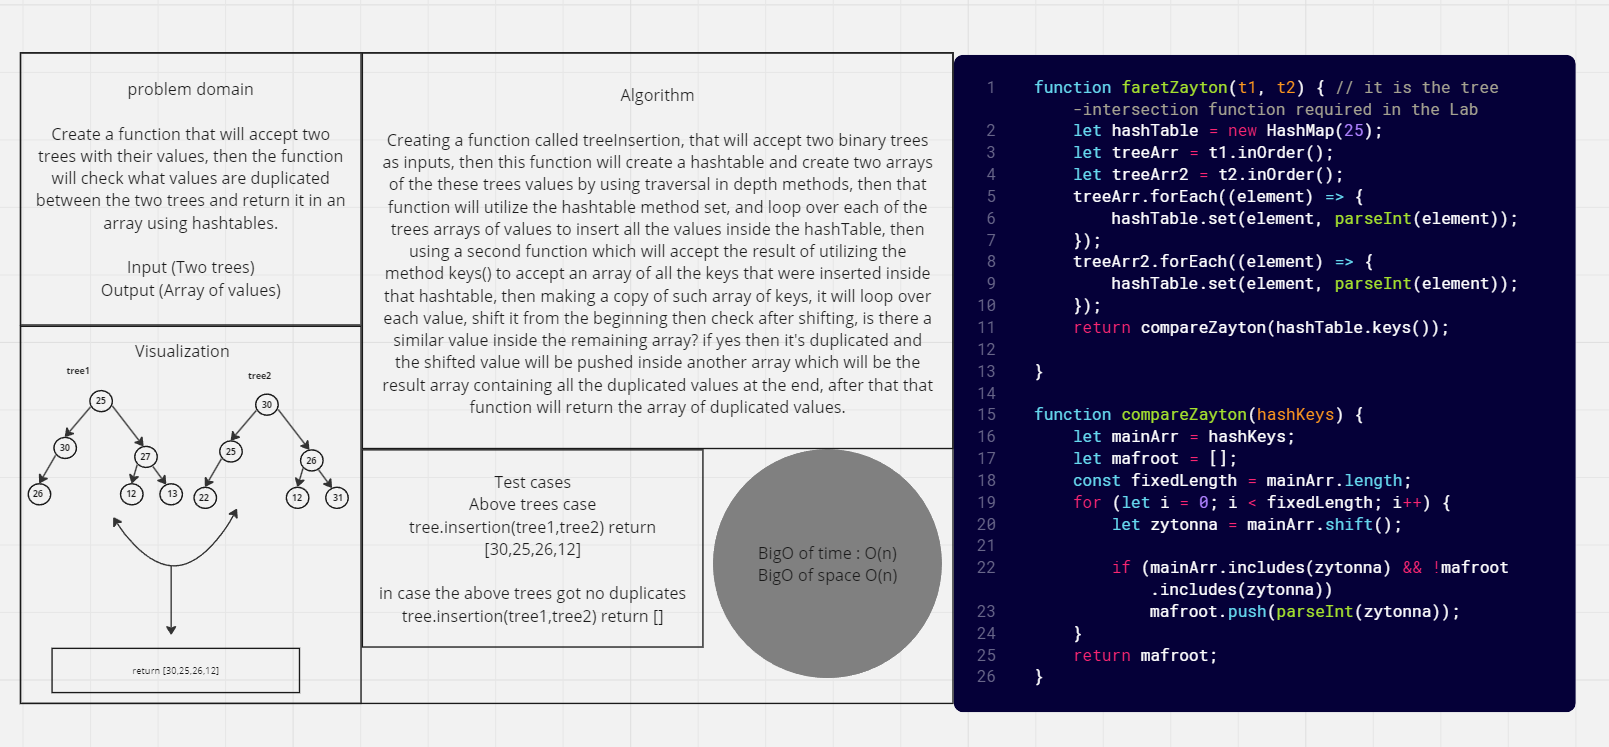 problem domain
Create a function that will accept two
trees with their values, then the function
will check what values are duplicated
between the two trees and return it in an
array using hashtables.
Input (Two trees)
Output (Array of values)
Visualization
tree1
tree2
25
30
30
27
25
26
26
12
13
22
12
31
return [30,25,26,12]
Algorithm
Creating a function called treeInsertion, that will accept two binary trees
as inputs, then this function will create a hashtable and create two arrays
of the these trees values by using traversal in depth methods, then that
function will utilize the hashtable method set, and loop over each of the
trees arrays of values to insert all the values inside the hashTable, then
using a second function which will accept the result of utilizing the
method keys() to accept an array of all the keys that were inserted inside
that hashtable, then making a copy of such array of keys, it will loop over
each value, shift it from the beginning then check after shifting, is there a
similar value inside the remaining array? if yes then it's duplicated and
the shifted value will be pushed inside another array which will be the
result array containing all the duplicated values at the end, after that that
function will return the array of duplicated values.
Test cases
Above trees case
tree.insertion(tree1,tree2) return
[30,25,26,12]
in case the above trees got no duplicates
tree.insertion(tree1,tree2) return []
BigO of time : O(n)
BigO of space O(n)
1 function faretZayton(t1, t2) { // it is the tree
-intersection function required in the Lab
2 let hashTable = new HashMap(25);
3 let treeArr = t1.inOrder();
4 let treeArr2 = t2.inOrder();
5 treeArr.forEach((element) => {
6 hashTable.set(element, parseInt(element));
7 });
8 treeArr2.forEach((element) => {
9 hashTable.set(element, parseInt(element));
10 });
11 return compareZayton(hashTable.keys());
12
13 }
14
15 function compareZayton(hashKeys) {
16 let mainArr = hashKeys;
17 let mafroot = [];
18 const fixedLength = mainArr.length;
19 for (let i = 0; i < fixedLength; i++) {
20 let zytonna = mainArr.shift();
21
22 if (mainArr.includes(zytonna) && !mafroot
.includes(zytonna))
23 mafroot.push(parseInt(zytonna));
24 }
25 return mafroot;
26 }